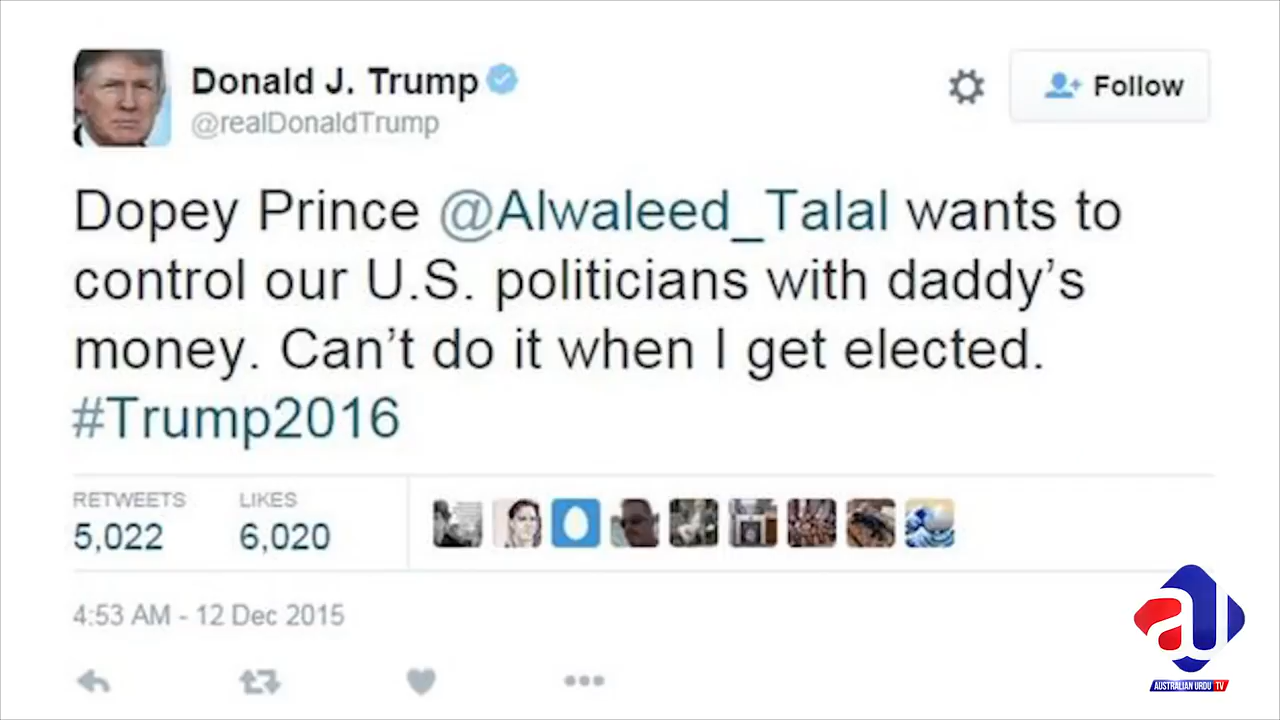 Donald J. Trump
@realDonaldTrump
Follow
Dopey Prince @Alwaleed_Talal wants to
control our U.S. politicians with daddy's
money. Can't do it when I get elected.
#Trump2016
RETWEETS LIKES
5,022 6,020
4:53 AM - 12 Dec 2015
AUSTRALIAN URDU TV